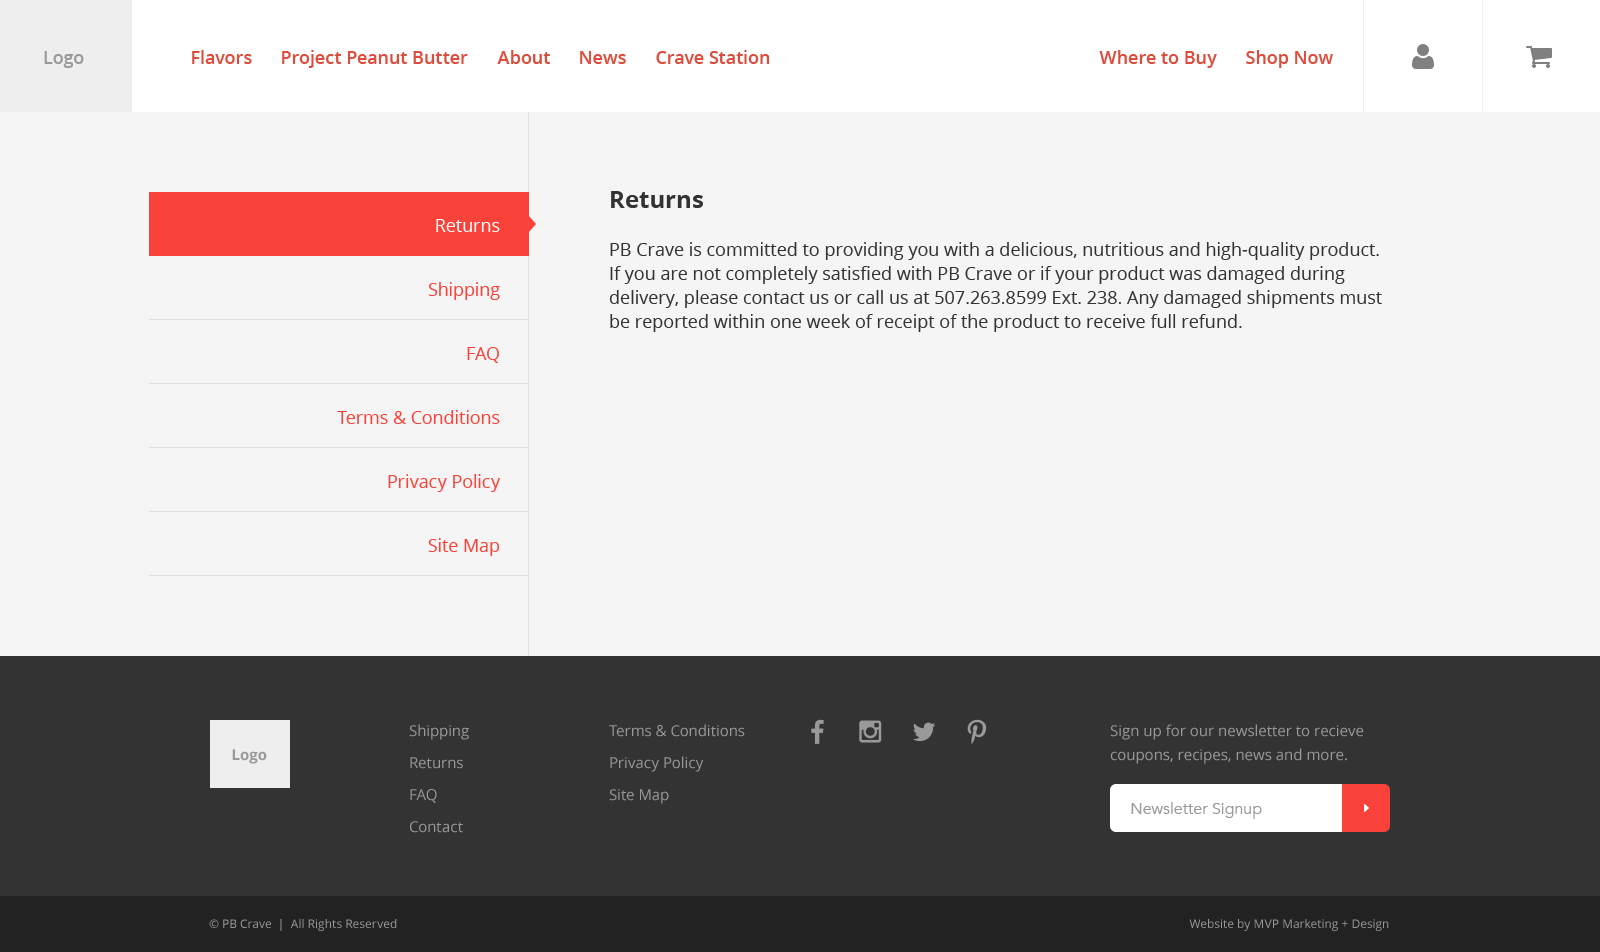 Logo
Flavors
Project Peanut Butter
About
News
Crave Station
Where to Buy
Shop Now
Returns
Shipping
FAQ
Terms & Conditions
Privacy Policy
Site Map
Returns
PB Crave is committed to providing you with a delicious, nutritious and high-quality product.
If you are not completely satisfied with PB Crave or if your product was damaged during
delivery, please contact us or call us at 507.263.8599 Ext. 238. Any damaged shipments must
be reported within one week of receipt of the product to receive full refund.
Logo
Shipping
Returns
FAQ
Contact
Terms & Conditions
Privacy Policy
Site Map
Sign up for our newsletter to recieve
coupons, recipes, news and more.
Newsletter Signup
© PB Crave | All Rights Reserved
Website by MVP Marketing + Design